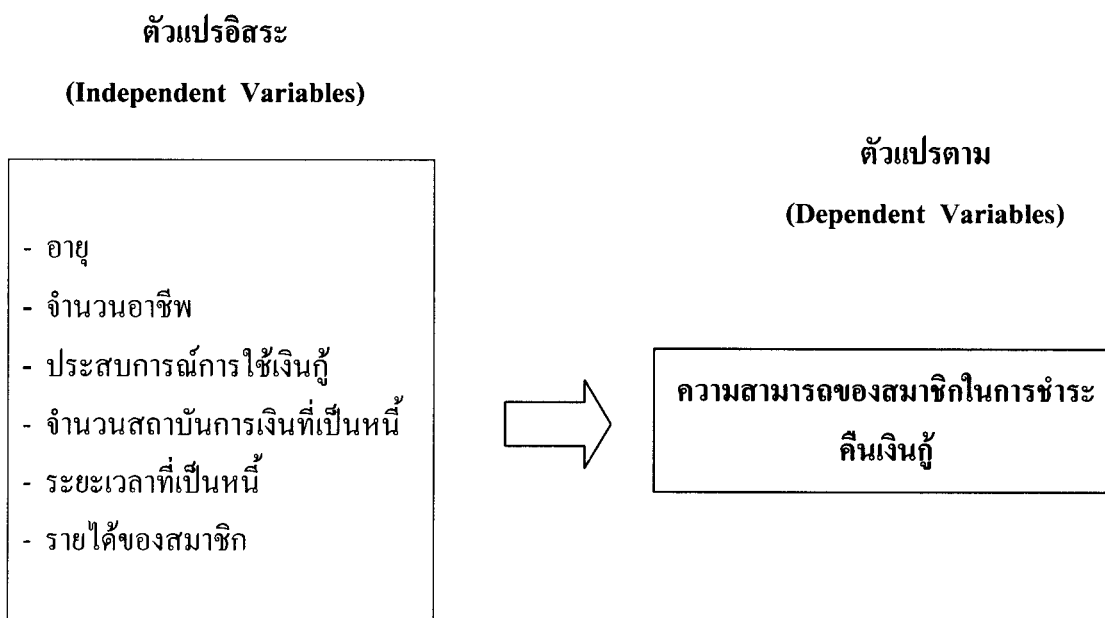 ตัวแปรอิสระ
(Independent Variables)
- อายุ
- จำนวนอาชีพ
- ประสบการณ์การใช้เงินกู้
- จำนวนสถาบันการเงินที่เป็นหนี้
- ระยะเวลาที่เป็นหนี้
- รายได้ของสมาชิก
ตัวแปรตาม
(Dependent Variables)
ความสามารถของสมาชิกในการชำระ
คืนเงินกู้